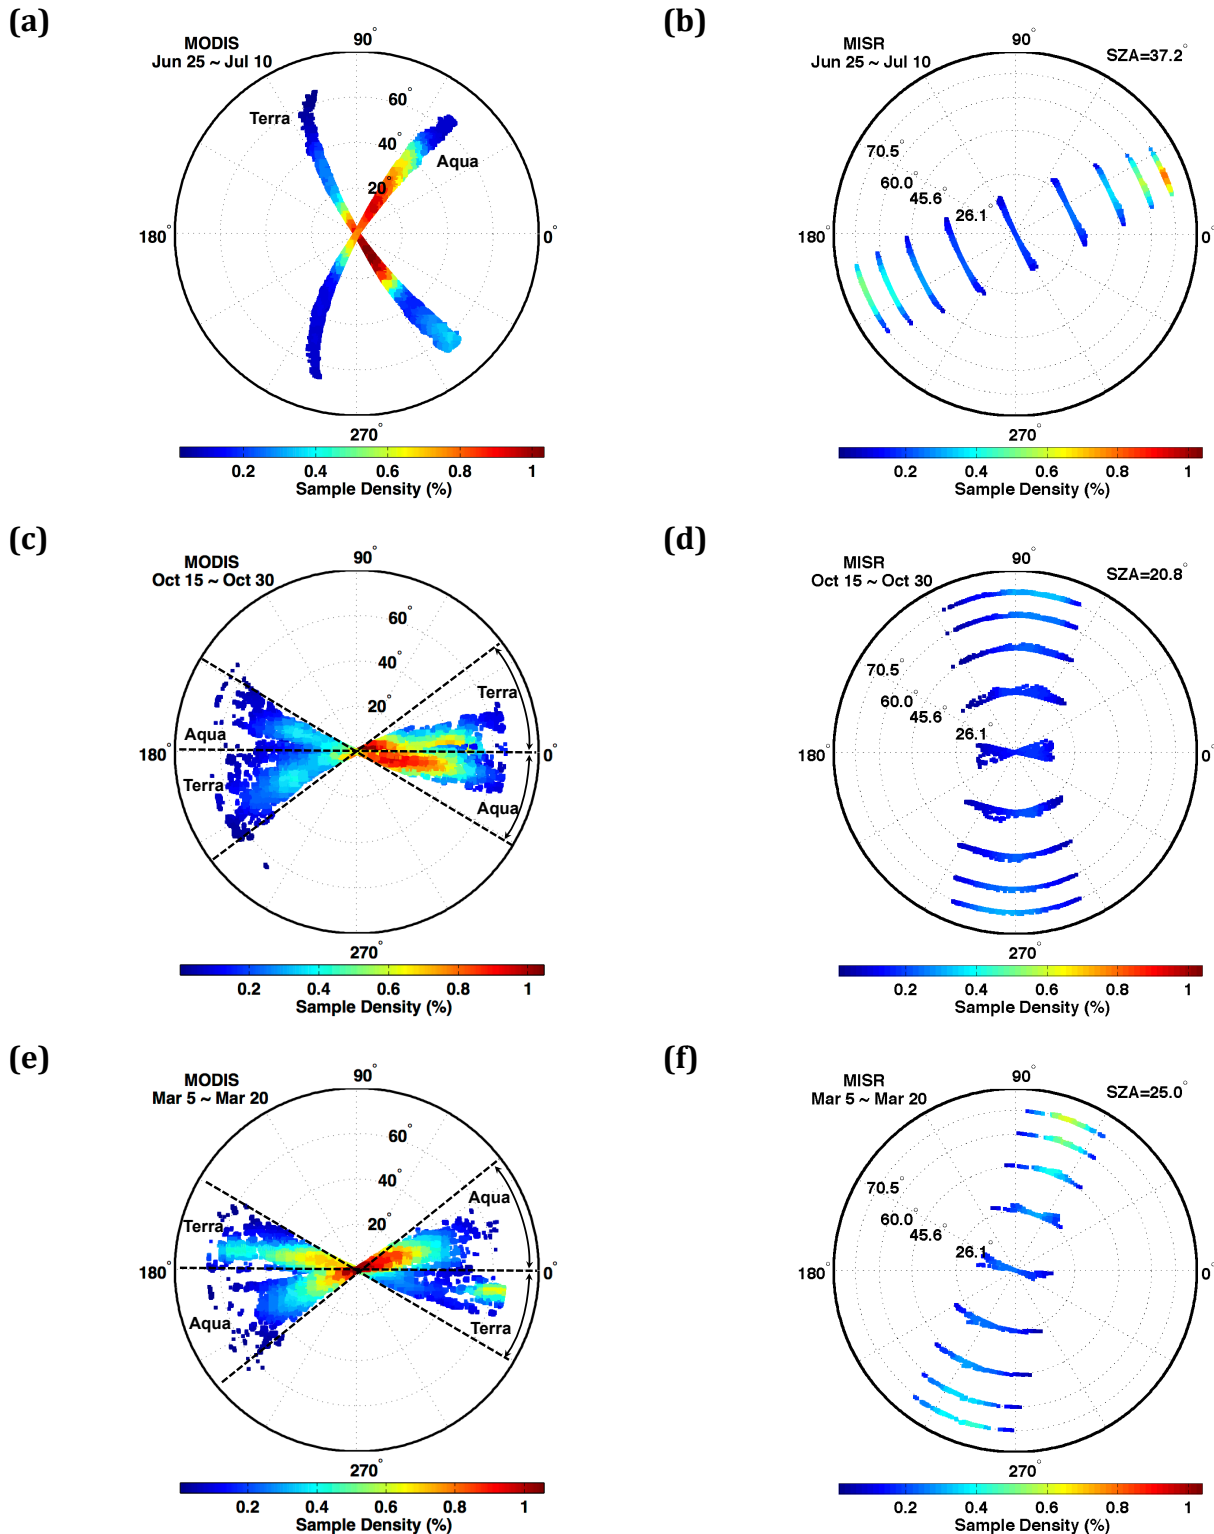 (a)
MODIS
Jun 25 ~ Jul 10
90°
60°
40°
20°
Terra
Aqua
180°
0°
270°
0.2 0.4 0.6 0.8 1
Sample Density (%)
(b)
MISR
Jun 25 ~ Jul 10
90°
SZA=37.2°
70.5°
60.0°
45.6°
26.1°
180°
0°
270°
0.2 0.4 0.6 0.8 1
Sample Density (%)
(c)
MODIS
Oct 15 ~ Oct 30
90°
60°
40°
20°
Terra
Aqua
180°
0°
Terra
Aqua
270°
0.2 0.4 0.6 0.8 1
Sample Density (%)
(d)
MISR
Oct 15 ~ Oct 30
90°
SZA=20.8°
70.5°
60.0°
45.6°
26.1°
180°
0°
270°
0.2 0.4 0.6 0.8 1
Sample Density (%)
(e)
MODIS
Mar 5 ~ Mar 20
90°
60°
40°
20°
Aqua
Terra
180°
0°
Aqua
Terra
270°
0.2 0.4 0.6 0.8 1
Sample Density (%)
(f)
MISR
Mar 5 ~ Mar 20
90°
SZA=25.0°
70.5°
60.0°
45.6°
26.1°
180°
0°
270°
0.2 0.4 0.6 0.8 1
Sample Density (%)